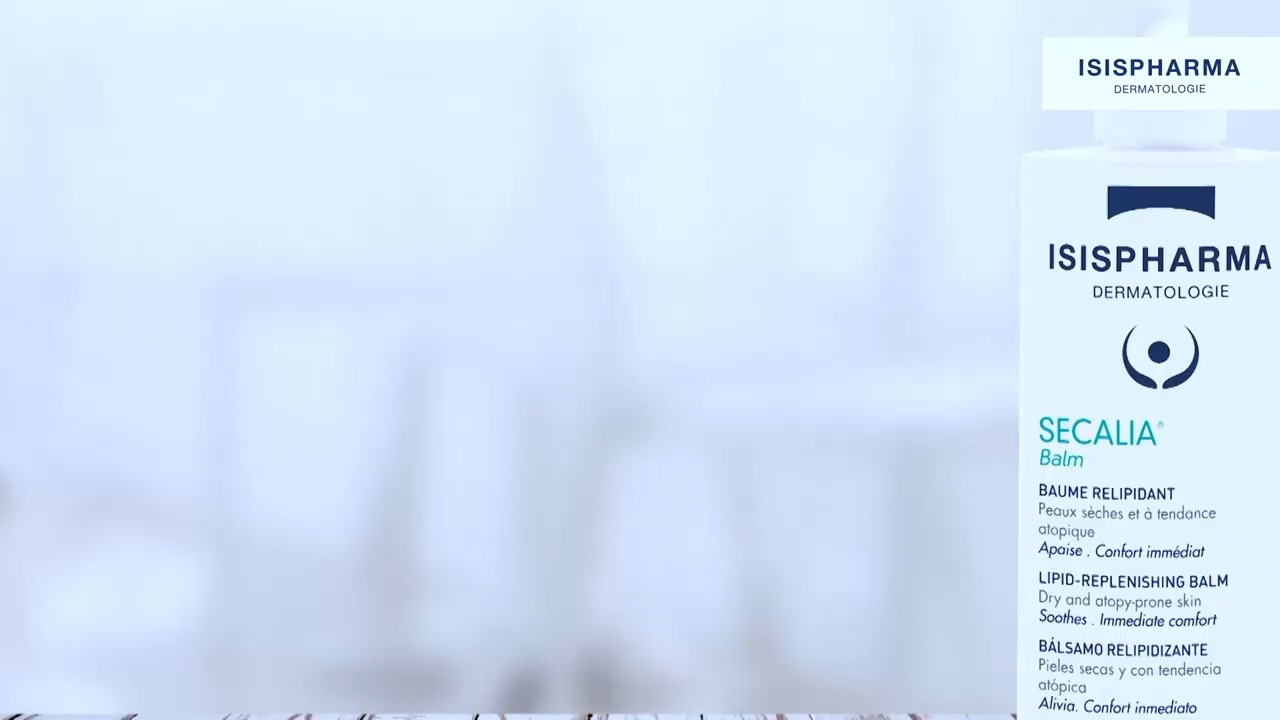 ISISPHARMA
DERMATOLOGIE
ISISPHARMA
DERMATOLOGIE
SECALIA®
Balm
BAUME RELIPIDANT
Peaux sèches et à tendance
atopique
Apaise . Confort immédiat
LIPID-REPLENISHING BALM
Dry and atopy-prone skin
Soothes . Immediate comfort
BÁLSAMO RELIPIDIZANTE
Pieles secas y con tendencia
atópica
Alivia. Confort inmediato